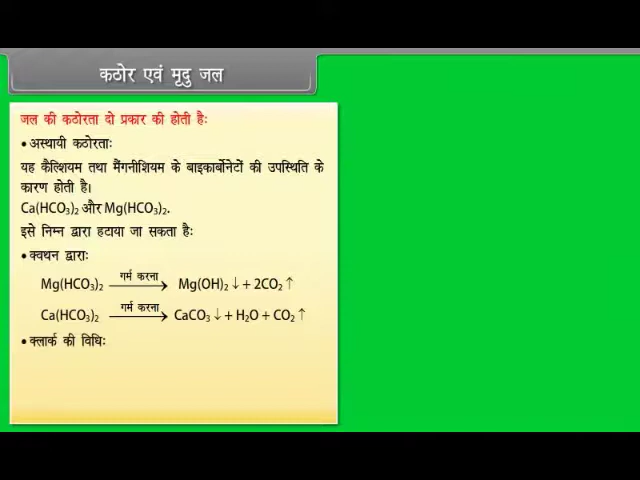 कठोर एवं मृदु जल
जल की कठोरता दो प्रकार की होती हैः
• अस्थायी कठोरताः
यह कैल्शियम तथा मैंगनीशियम के बाइकार्बोनेटों की उपस्थिति के
कारण होती है।
Ca(HCO₃)₂ और Mg(HCO₃)₂.
इसे निम्न द्वारा हटाया जा सकता हैः
• क्वथन द्वाराः
Mg(HCO₃)₂ गर्म करना → Mg(OH)₂ ↓ + 2CO₂ ↑
Ca(HCO₃)₂ गर्म करना → CaCO₃ ↓ + H₂O + CO₂ ↑
• क्लार्क की विधिः